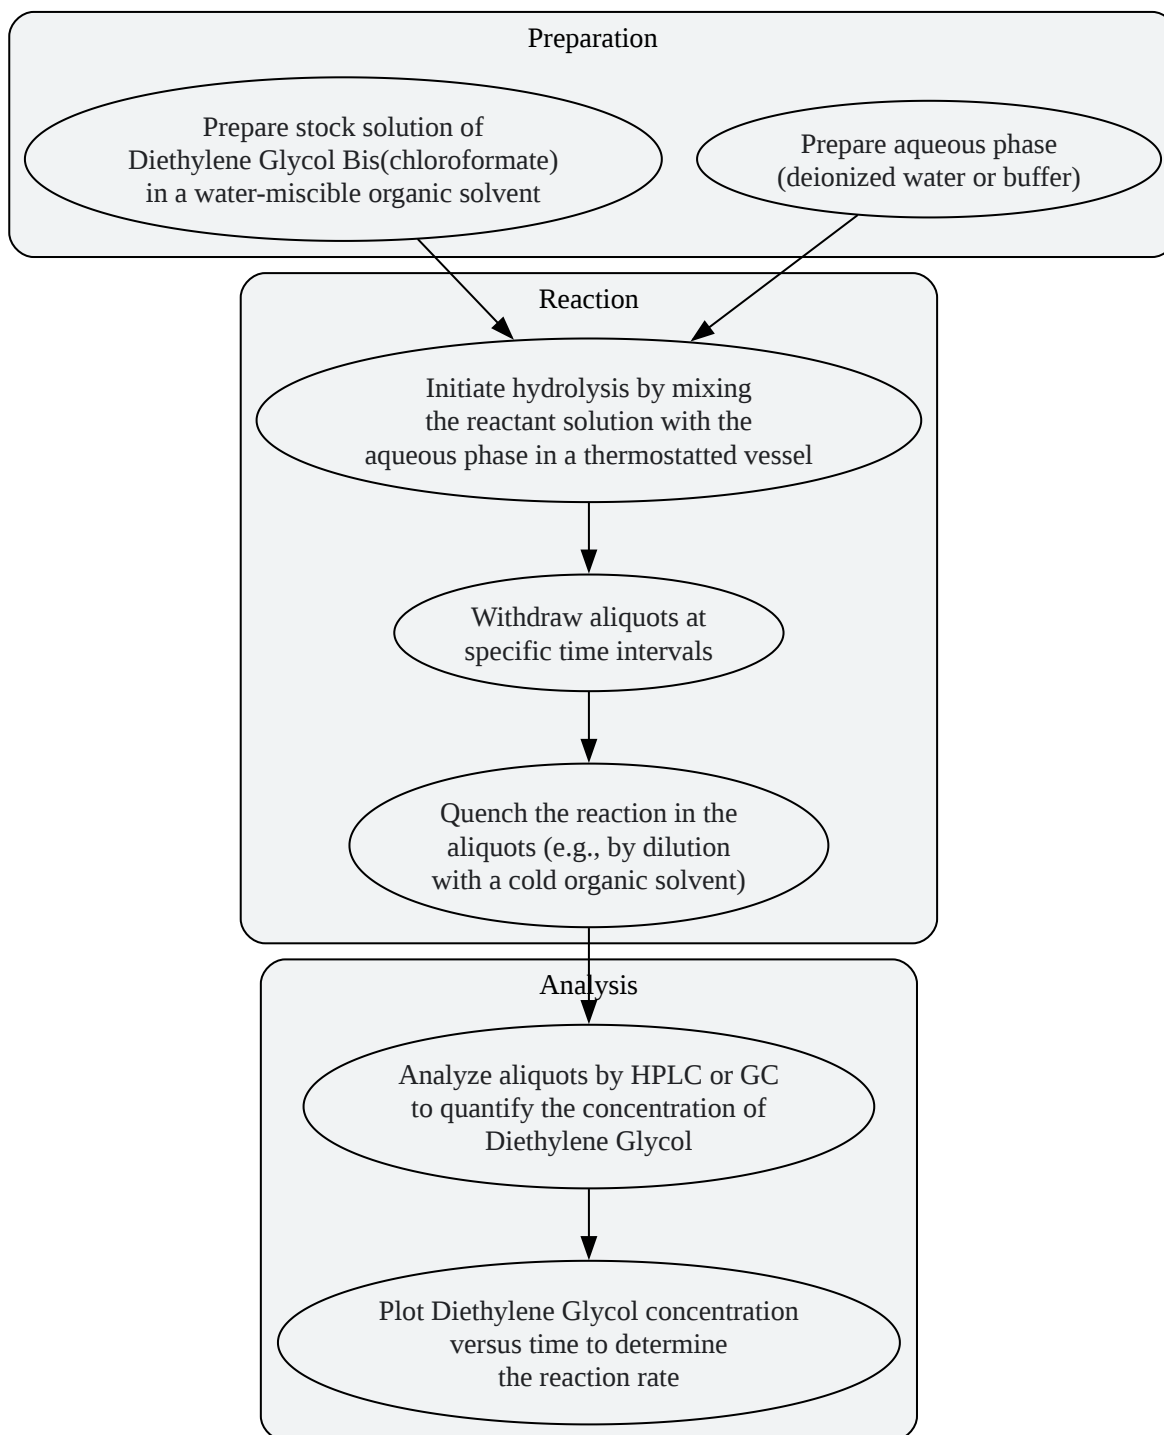 Preparation
Prepare stock solution of
Diethylene Glycol Bis(chloroformate)
in a water-miscible organic solvent
Prepare aqueous phase
(deionized water or buffer)
Reaction
Initiate hydrolysis by mixing
the reactant solution with the
aqueous phase in a thermostatted vessel
Withdraw aliquots at
specific time intervals
Quench the reaction in the
aliquots (e.g., by dilution
with a cold organic solvent)
Analysis
Analyze aliquots by HPLC or GC
to quantify the concentration of
Diethylene Glycol
Plot Diethylene Glycol concentration
versus time to determine
the reaction rate